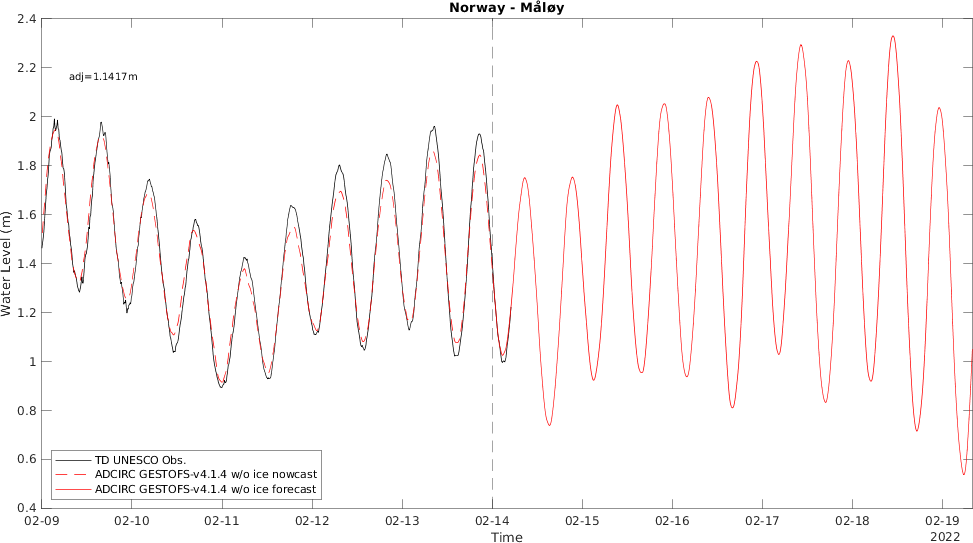 Norway - Måløy
2.4
2.2
2
1.8
1.6
1.4
1.2
1
0.8
0.6
0.4
Water Level (m)
adj=1.1417m
TD UNESCO Obs.
ADCIRC GESTOFS-v4.1.4 w/o ice nowcast
ADCIRC GESTOFS-v4.1.4 w/o ice forecast
02-09 02-10 02-11 02-12 02-13 02-14 02-15 02-16 02-17 02-18 02-19
Time
2022